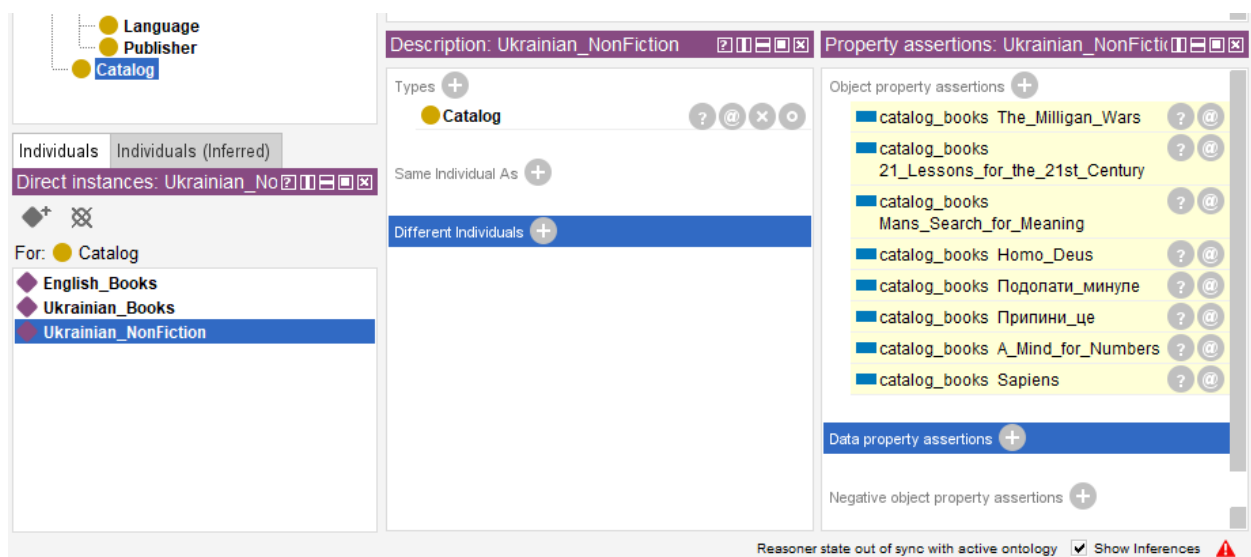 Language
Publisher
Catalog
Individuals
Individuals (Inferred)
Direct instances: Ukrainian_No
For: Catalog
English_Books
Ukrainian_Books
Ukrainian_NonFiction
Description: Ukrainian_NonFiction
Types
Catalog
Same Individual As
Different Individuals
Property assertions: Ukrainian_NonFictio
Object property assertions
catalog_books The_Milligan_Wars
catalog_books
21_Lessons_for_the_21st_Century
catalog_books
Mans_Search_for_Meaning
catalog_books Homo_Deus
catalog_books Подолати_минуле
catalog_books Припини_це
catalog_books A_Mind_for_Numbers
catalog_books Sapiens
Data property assertions
Negative object property assertions
Reasoner state out of sync with active ontology
Show Inferences